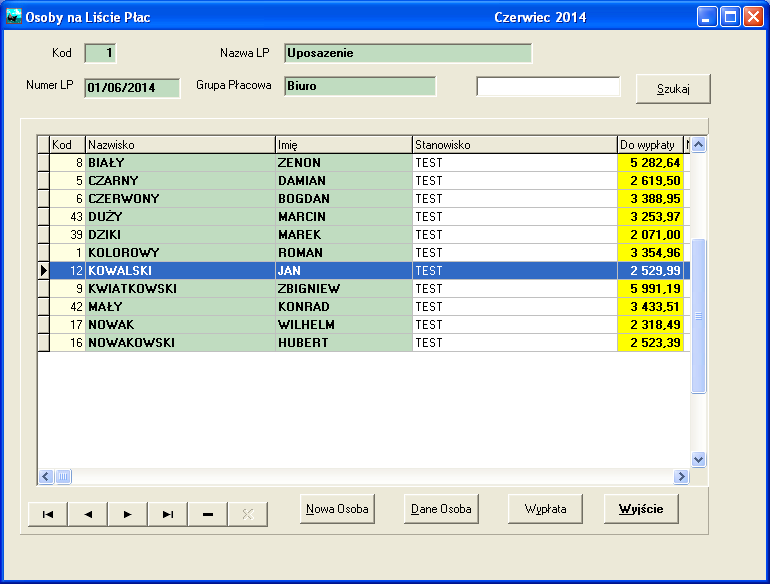 Osoby na Liście Płac Czerwiec 2014
Kod 1 Nazwa LP Uposazenie
Numer LP 01/06/2014 Grupa Płacowa Biuro Szukaj
Kod Nazwisko Imię Stanowisko Do wypłaty
8 BIAŁY ZENON TEST 5 282,64
5 CZARNY DAMIAN TEST 2 619,50
6 CZERWONY BOGDAN TEST 3 388,95
43 DUŻY MARCIN TEST 3 253,97
39 DZIKI MAREK TEST 2 071,00
1 KOLOROWY ROMAN TEST 3 354,96
12 KOWALSKI JAN TEST 2 529,99
9 KWIATKOWSKI ZBIGNIEW TEST 5 991,19
42 MAŁY KONRAD TEST 3 433,51
17 NOWAK WILHELM TEST 2 318,49
16 NOWAKOWSKI HUBERT TEST 2 523,39
Nowa Osoba Dane Osoba Wypłata Wyjście